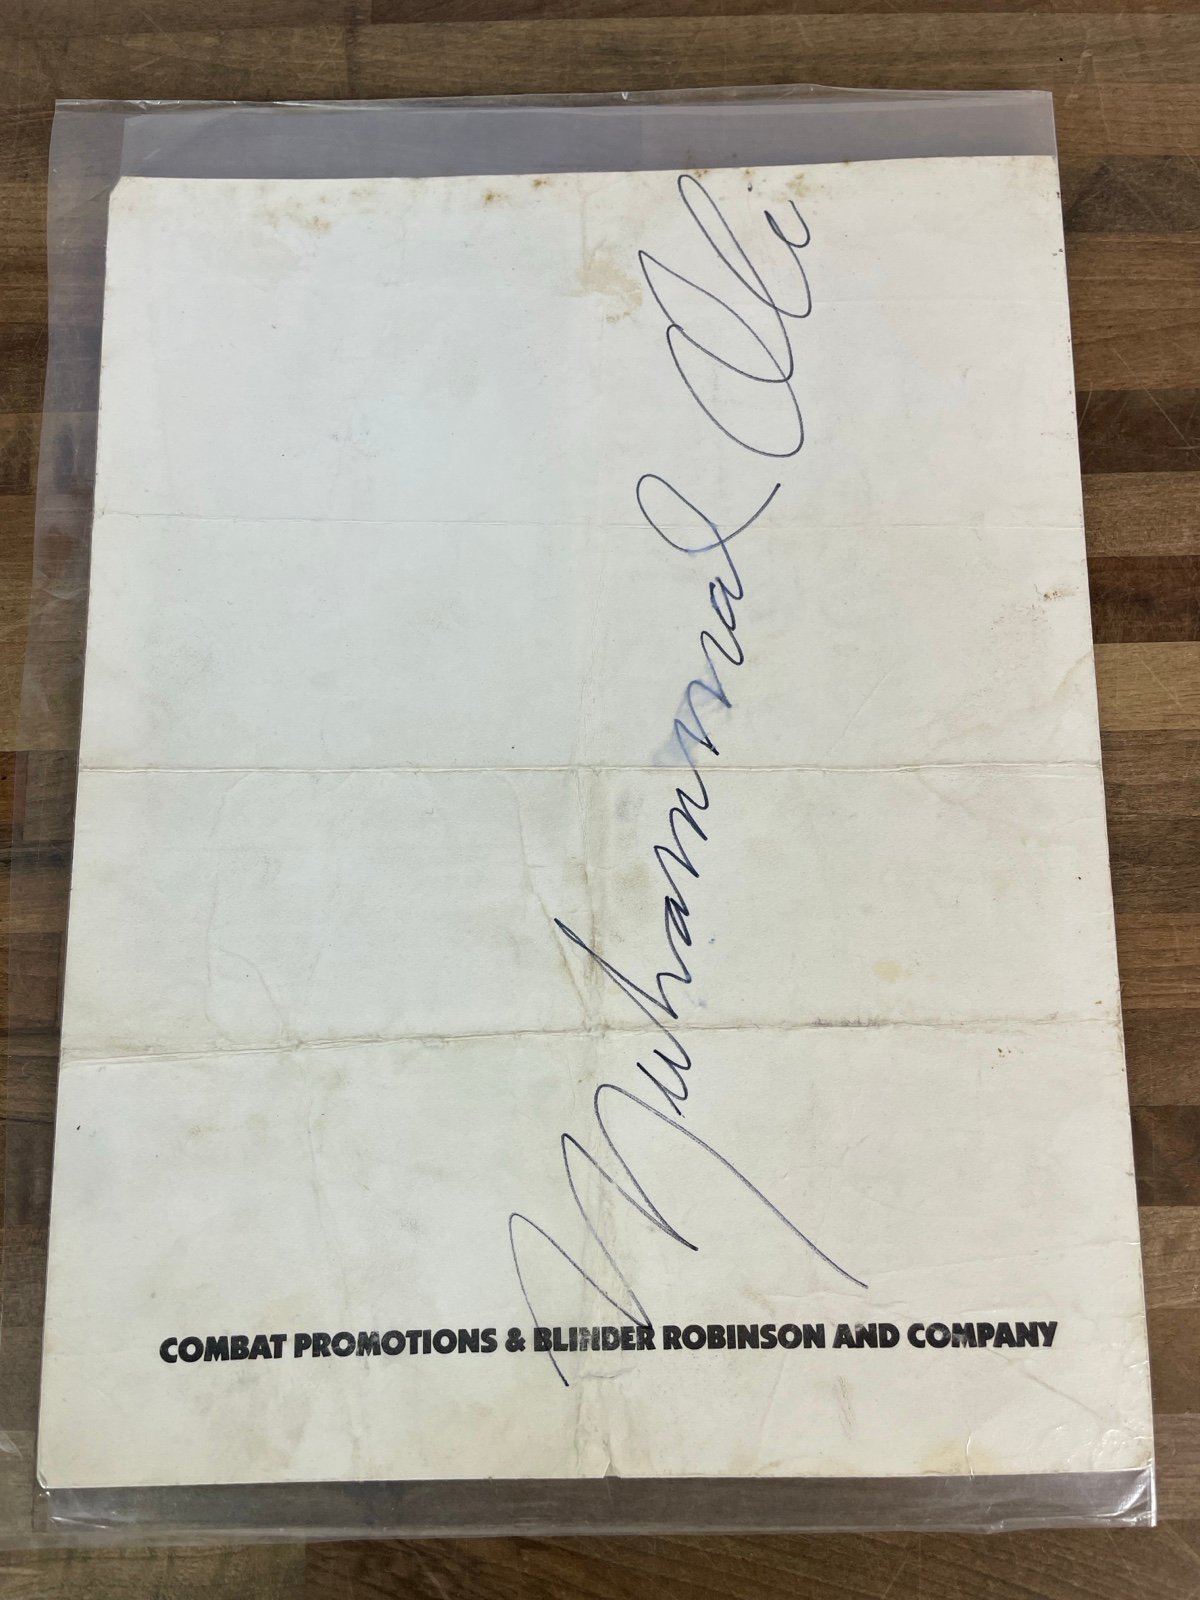 Muhammad Ali
COMBAT PROMOTIONS & BLINDER ROBINSON AND COMPANY